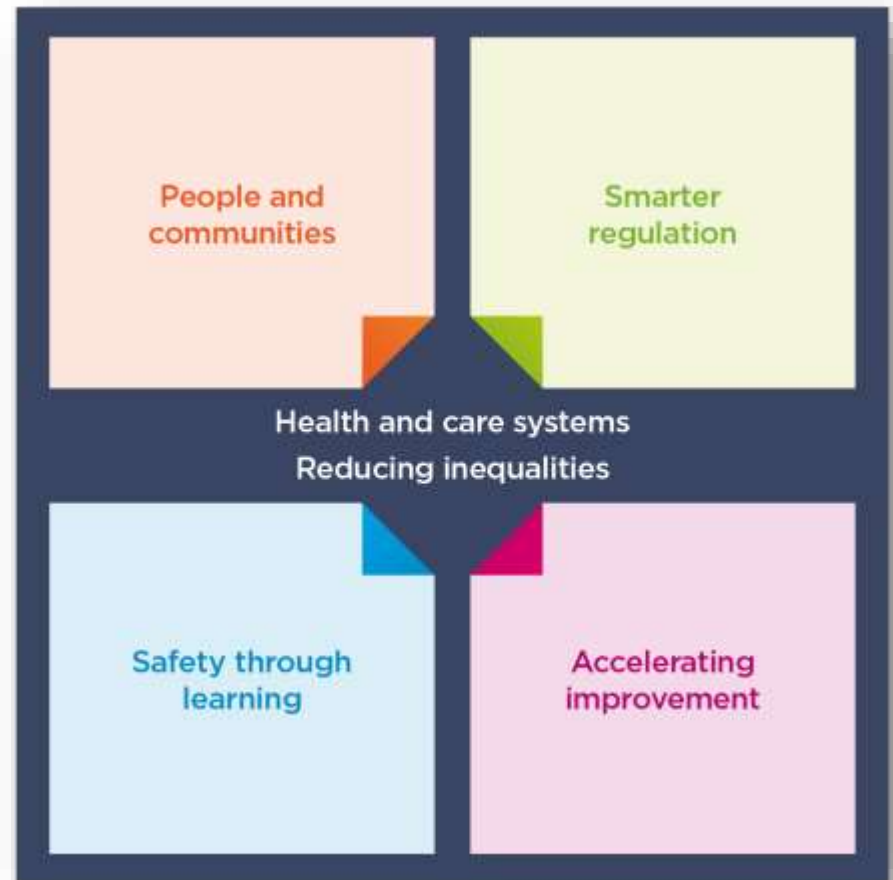 People and
communities
Smarter
regulation
Health and care systems
Reducing inequalities
Safety through
learning
Accelerating
improvement